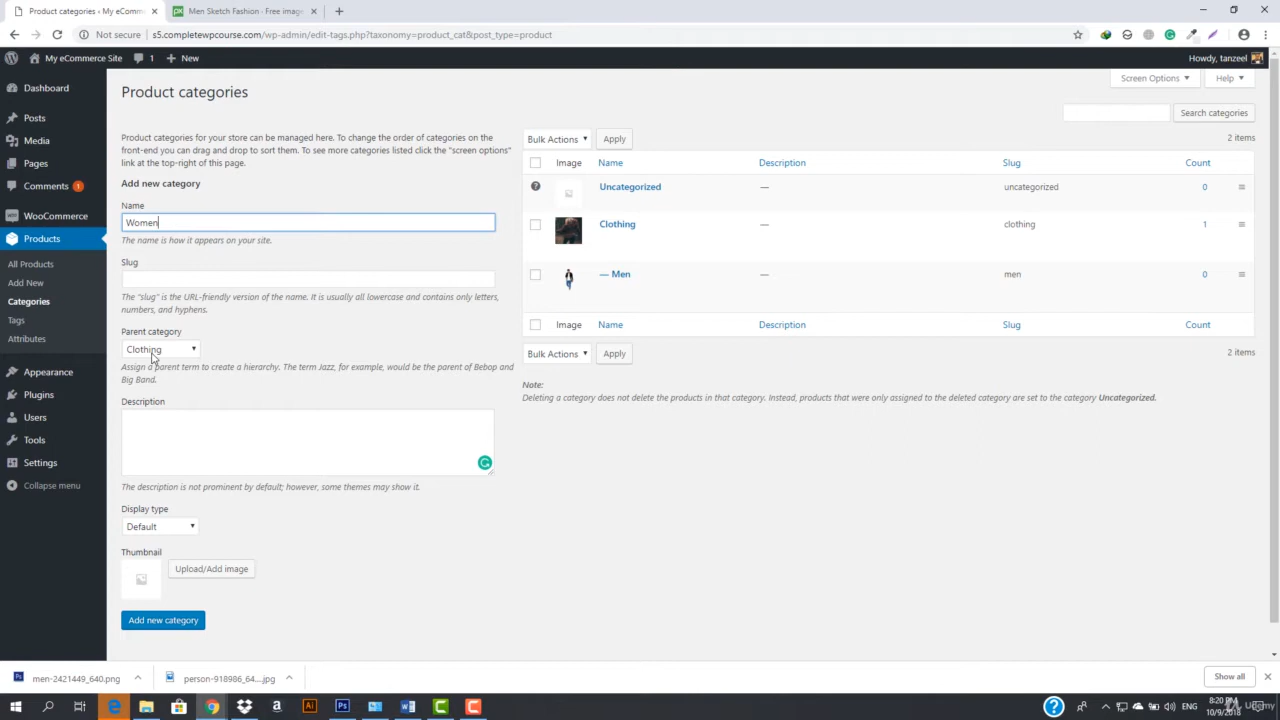 Product categories ‹ My eComm
Men Sketch Fashion - Free image
Not secure
s5.completewpcourse.com/wp-admin/edit-tags.php?taxonomy=product_cat&post_type=product
My eCommerce Site
1
New
Howdy, tanzeel
Dashboard
Posts
Media
Pages
Comments 1
WooCommerce
Products
All Products
Add New
Categories
Tags
Attributes
Appearance
Plugins
Users
Tools
Settings
Collapse menu
Product categories
Screen Options
Help
Search categories
Product categories for your store can be managed here. To change the order of categories on the
front-end you can drag and drop to sort them. To see more categories listed click the "screen options"
link at the top-right of this page.
Add new category
Name
Women
The name is how it appears on your site.
Slug
The "slug" is the URL-friendly version of the name. It is usually all lowercase and contains only letters,
numbers, and hyphens.
Parent category
Clothing
Assign a parent term to create a hierarchy. The term Jazz, for example, would be the parent of Bebop and
Big Band.
Description
The description is not prominent by default; however, some themes may show it.
Display type
Default
Thumbnail
Upload/Add image
Add new category
Bulk Actions
Apply
2 items
Image Name Description Slug Count
Uncategorized — uncategorized 0
Clothing — clothing 1
— Men — men 0
Image Name Description Slug Count
Bulk Actions
Apply
2 items
Note:
Deleting a category does not delete the products in that category. Instead, products that were only assigned to the deleted category are set to the category Uncategorized.
men-2421449_640.png
person-918986_64....jpg
Show all
ENG
8:20 PM
10/9/2018
Udemy